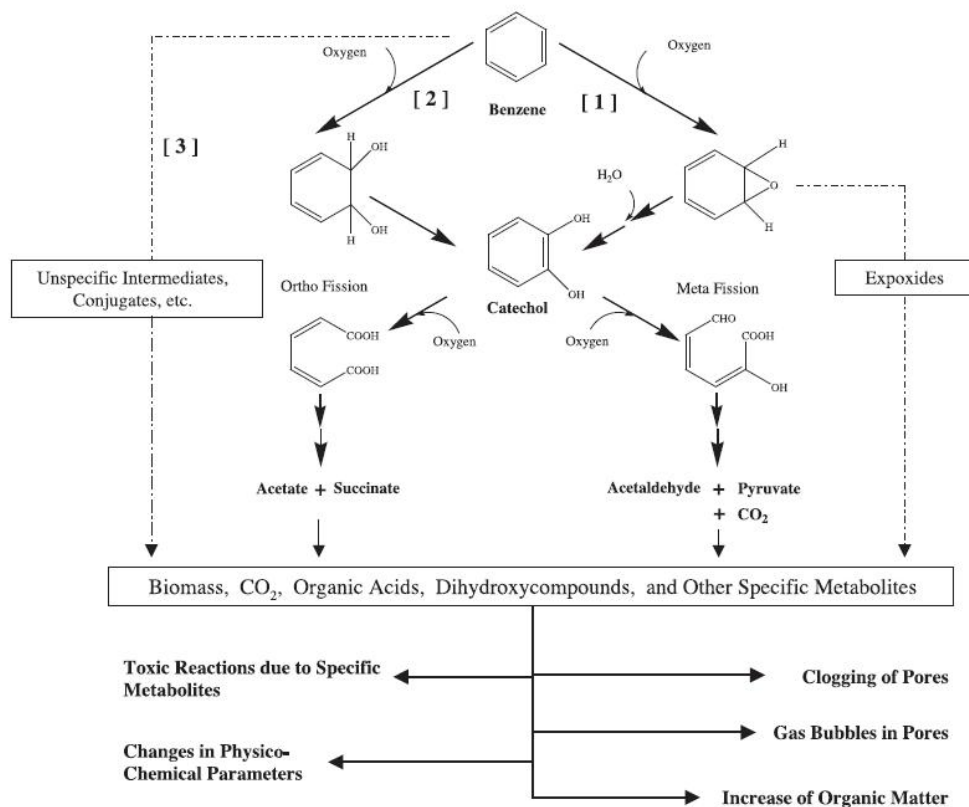 Oxygen
Oxygen
[ 2 ]
Benzene
[ 1 ]
[ 3 ]
H
OH
OH
H
H₂O
H
O
H
OH
OH
Unspecific Intermediates,
Conjugates, etc.
Ortho Fission
Catechol
Meta Fission
Expoxides
COOH
COOH
Oxygen
Oxygen
CHO
COOH
OH
Acetate + Succinate
Acetaldehyde + Pyruvate
+ CO₂
Biomass, CO₂, Organic Acids, Dihydroxycompounds, and Other Specific Metabolites
Toxic Reactions due to Specific
Metabolites
Clogging of Pores
Gas Bubbles in Pores
Changes in Physico-
Chemical Parameters
Increase of Organic Matter